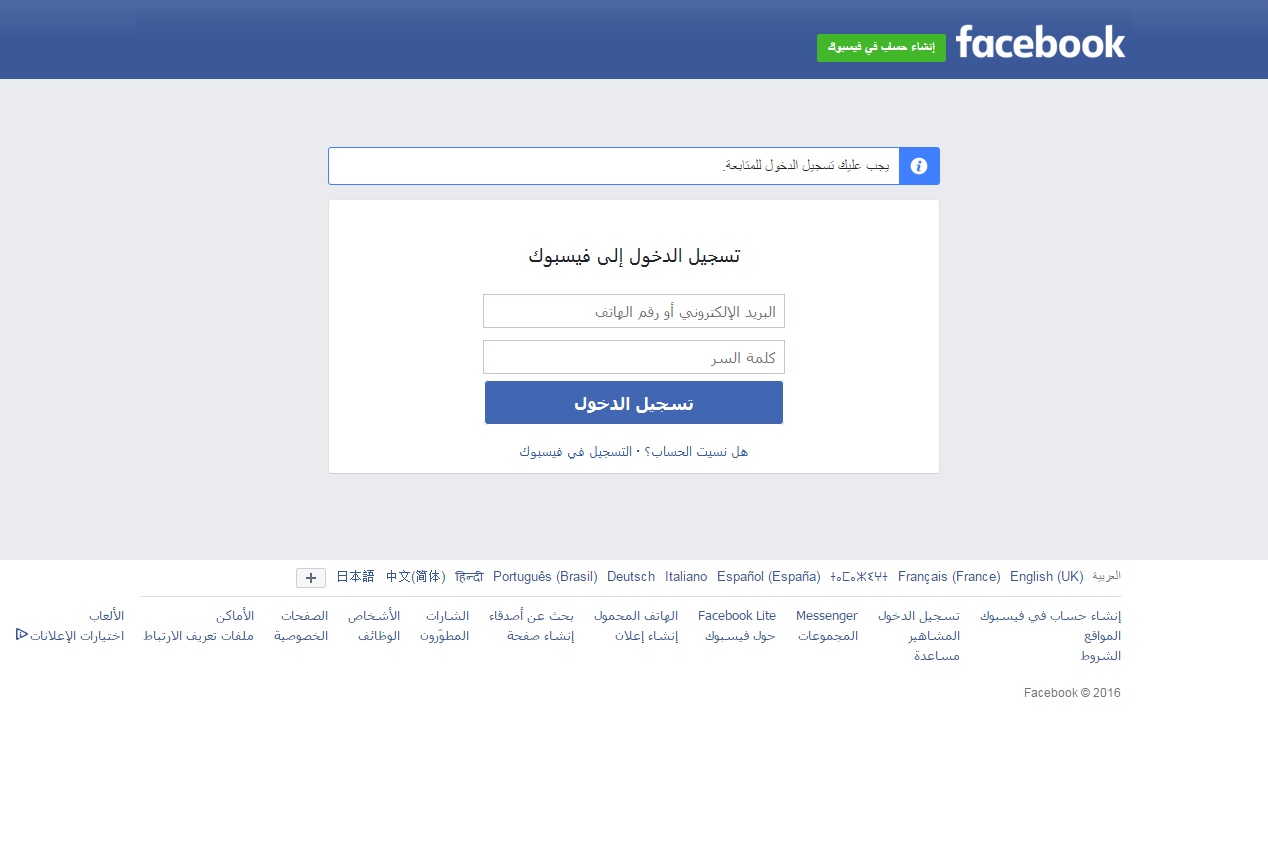 facebook
إنشاء حساب في فيسبوك
يجب عليك تسجيل الدخول للمتابعة.
تسجيل الدخول إلى فيسبوك
البريد الإلكتروني أو رقم الهاتف
كلمة السر
تسجيل الدخول
هل نسيت الحساب؟ · التسجيل في فيسبوك
العربية English (UK) Français (France) ⵜⴰⵎⴰⵣⵉⵖⵜ Español (España) Italiano Deutsch Português (Brasil) हिन्दी 中文(简体) 日本語
إنشاء حساب في فيسبوك تسجيل الدخول Messenger Facebook Lite الهاتف المحمول بحث عن أصدقاء الشارات الأشخاص الصفحات الأماكن الألعاب
المواقع المشاهير المجموعات حول فيسبوك إنشاء إعلان إنشاء صفحة المطوّرون الوظائف الخصوصية ملفات تعريف الارتباط اختيارات الإعلانات
الشروط مساعدة
Facebook © 2016